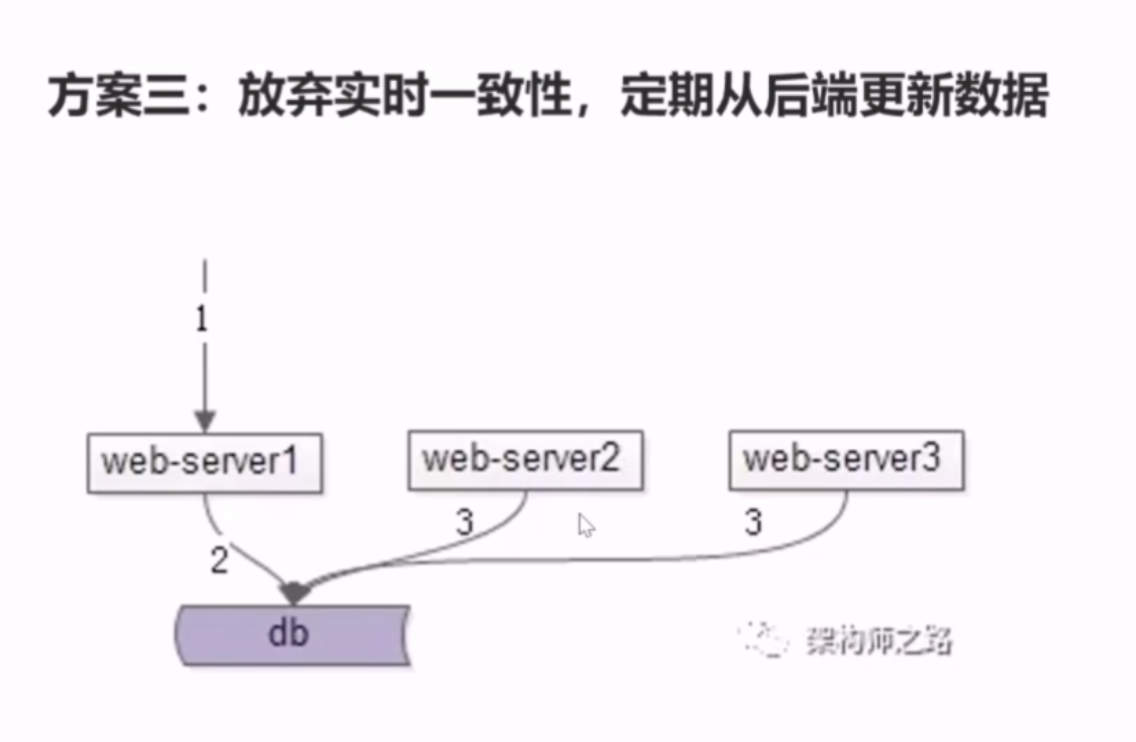 方案三：放弃实时一致性，定期从后端更新数据
1
web-server1
web-server2
web-server3
2
3
3
db
架构师之路